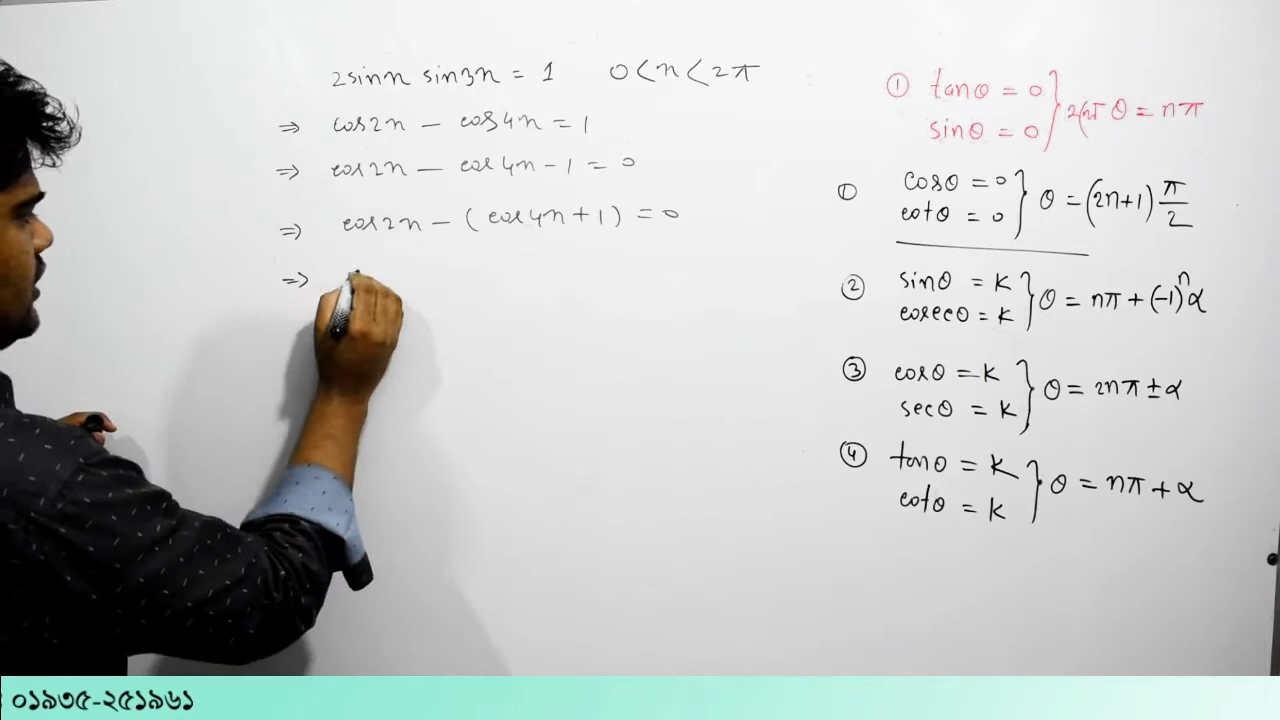 2sinx sin3x = 1 0 < x < 2π
⇒ cos2x − cos4x = 1
⇒ cos2x − cos4x − 1 = 0
⇒ cos2x − (cos4x + 1) = 0
⇒
① tanθ = 0
sinθ = 0 } θ = nπ
① cosθ = 0
cotθ = 0 } θ = (2n+1) π/2
② sinθ = K
cosecθ = K } θ = nπ + (−1)ⁿα
③ cosθ = K
secθ = K } θ = 2nπ ± α
④ tanθ = K
cotθ = K } θ = nπ + α
০১৯৩৫-২৫১৯৬১